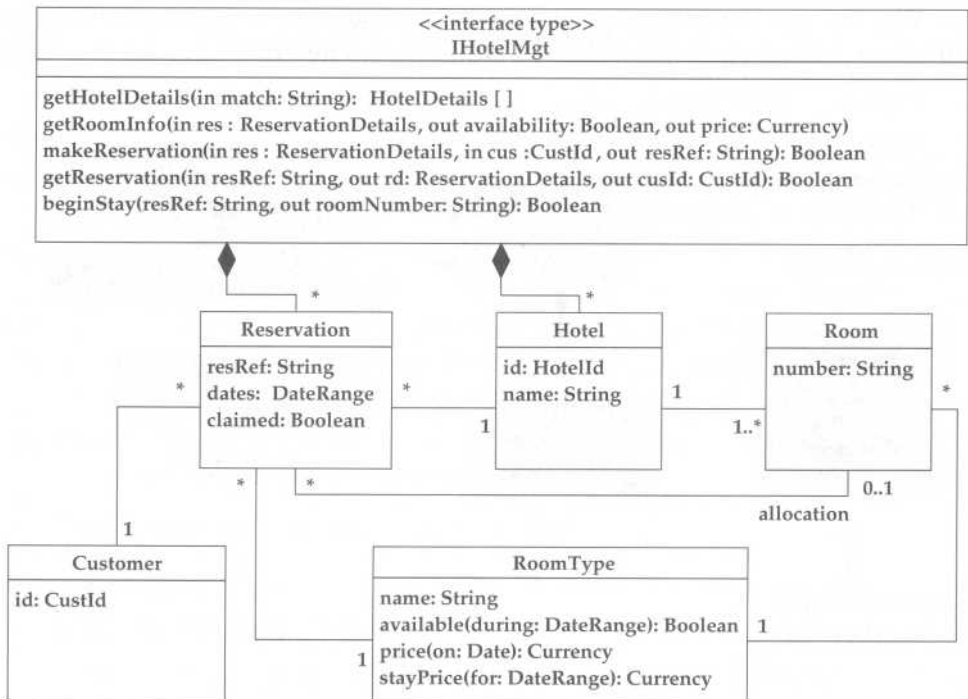 <<interface type>>
IHotelMgt
getHotelDetails(in match: String): HotelDetails [ ]
getRoomInfo(in res : ReservationDetails, out availability: Boolean, out price: Currency)
makeReservation(in res : ReservationDetails, in cus :CustId , out resRef: String): Boolean
getReservation(in resRef: String, out rd: ReservationDetails, out cusId: CustId): Boolean
beginStay(resRef: String, out roomNumber: String): Boolean
*
*
Reservation
resRef: String
dates: DateRange
claimed: Boolean
*
*
*
*
Hotel
id: HotelId
name: String
1
1
1..*
Room
number: String
*
0..1
allocation
1
Customer
id: CustId
RoomType
name: String
available(during: DateRange): Boolean
price(on: Date): Currency
stayPrice(for: DateRange): Currency
1
1